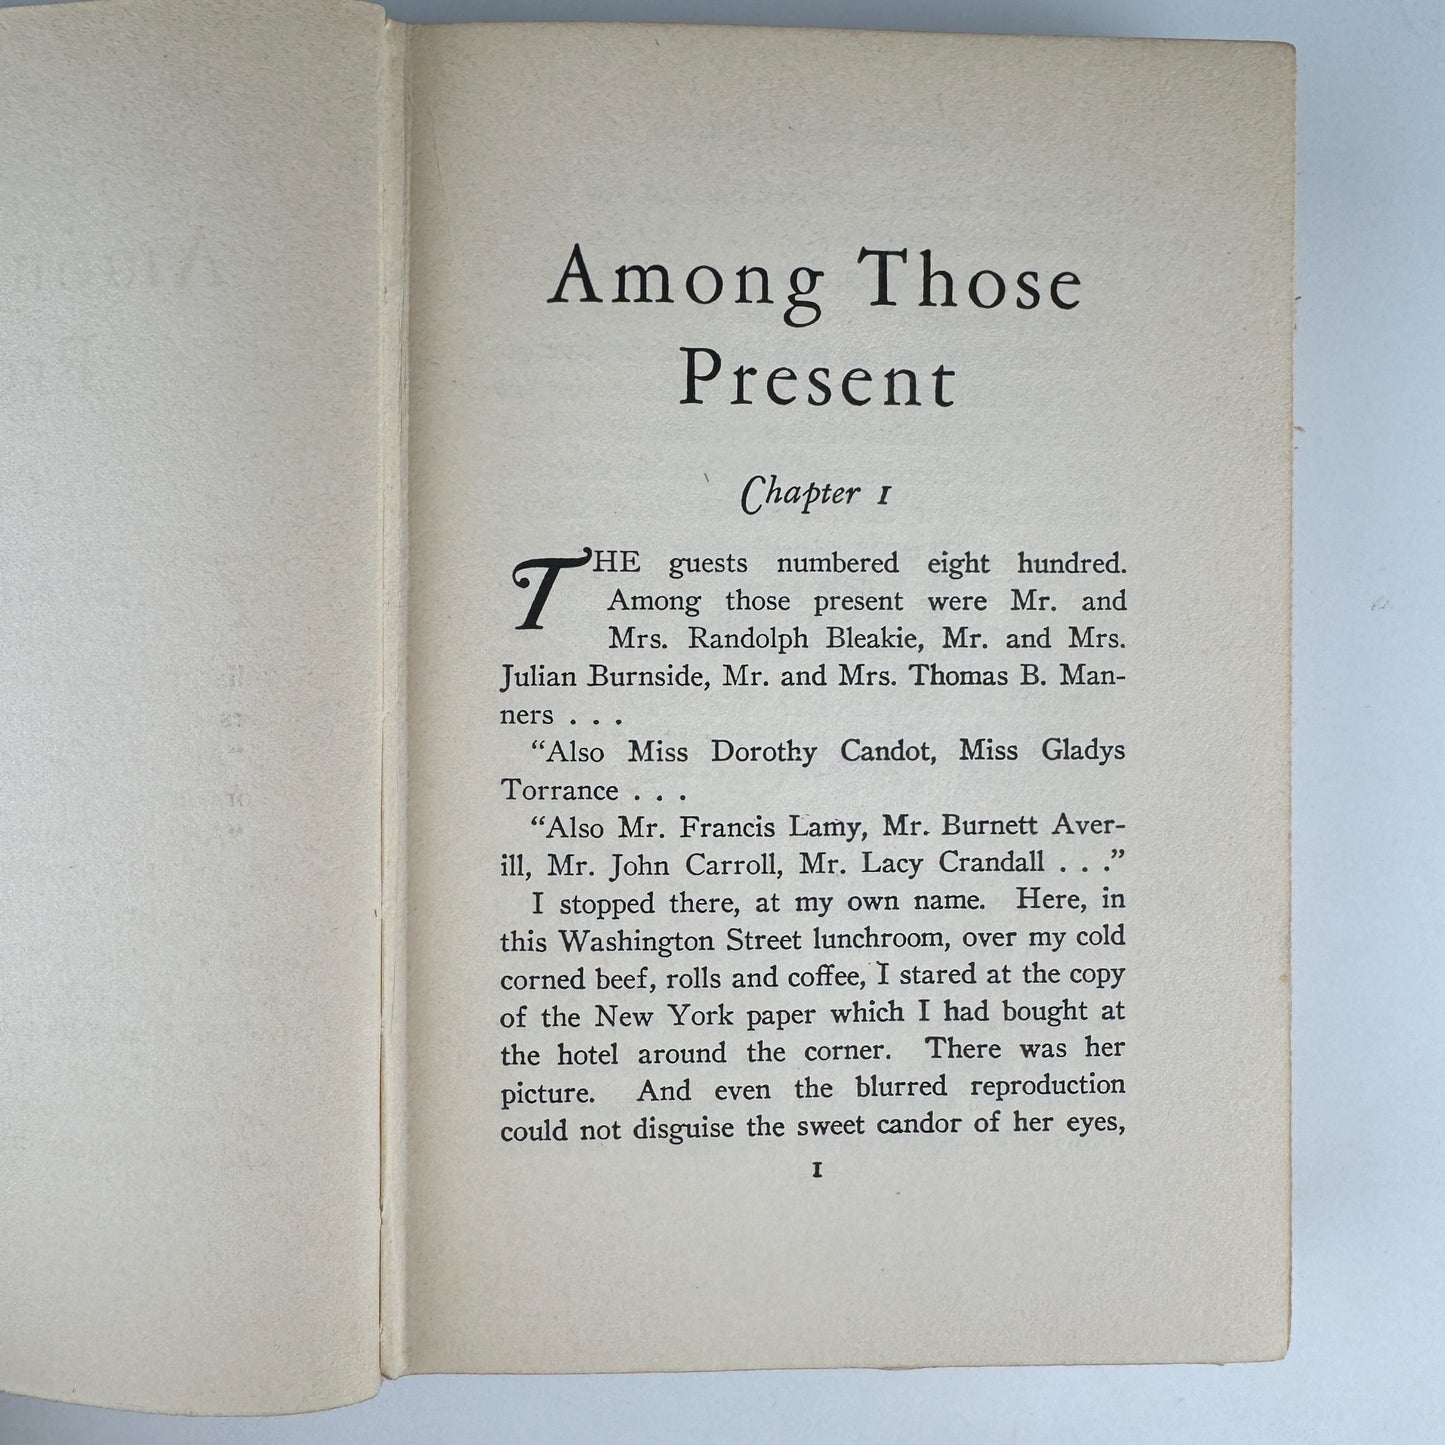 Among Those
Present
Chapter 1
THE guests numbered eight hundred.
Among those present were Mr. and
Mrs. Randolph Bleakie, Mr. and Mrs.
Julian Burnside, Mr. and Mrs. Thomas B. Man-
ners . . .
“Also Miss Dorothy Candot, Miss Gladys
Torrance . . .
“Also Mr. Francis Lamy, Mr. Burnett Aver-
ill, Mr. John Carroll, Mr. Lacy Crandall . . .”
I stopped there, at my own name. Here, in
this Washington Street lunchroom, over my cold
corned beef, rolls and coffee, I stared at the copy
of the New York paper which I had bought at
the hotel around the corner. There was her
picture. And even the blurred reproduction
could not disguise the sweet candor of her eyes,
1